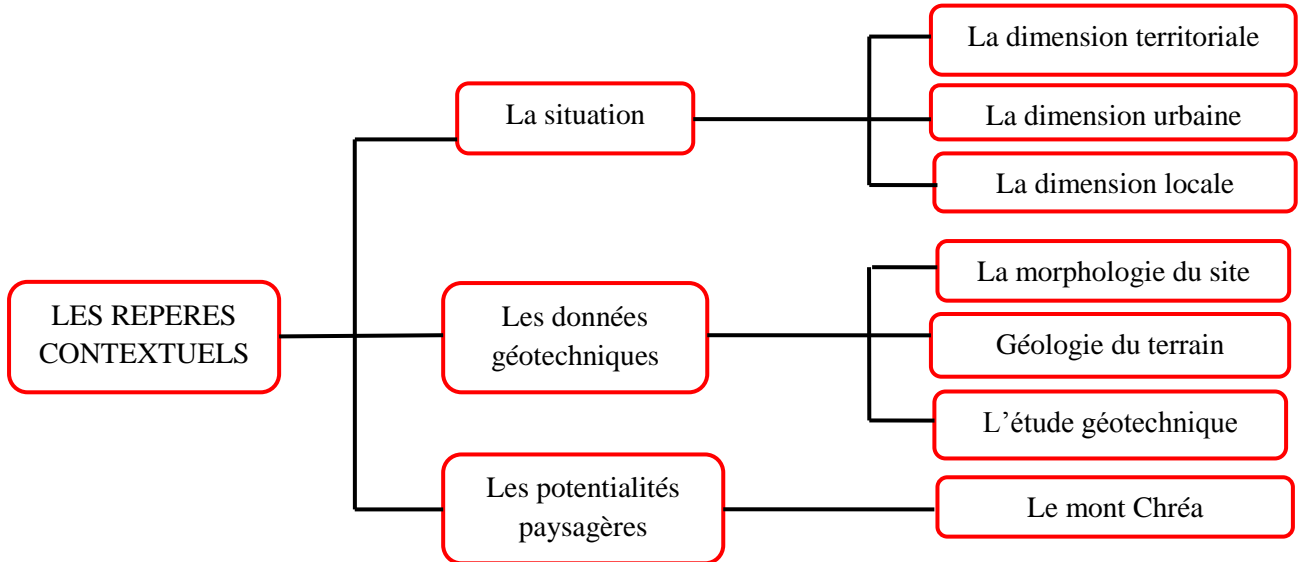 LES REPERES
CONTEXTUELS
La situation
La dimension territoriale
La dimension urbaine
La dimension locale
Les données
géotechniques
La morphologie du site
Géologie du terrain
L’étude géotechnique
Les potentialités
paysagères
Le mont Chréa